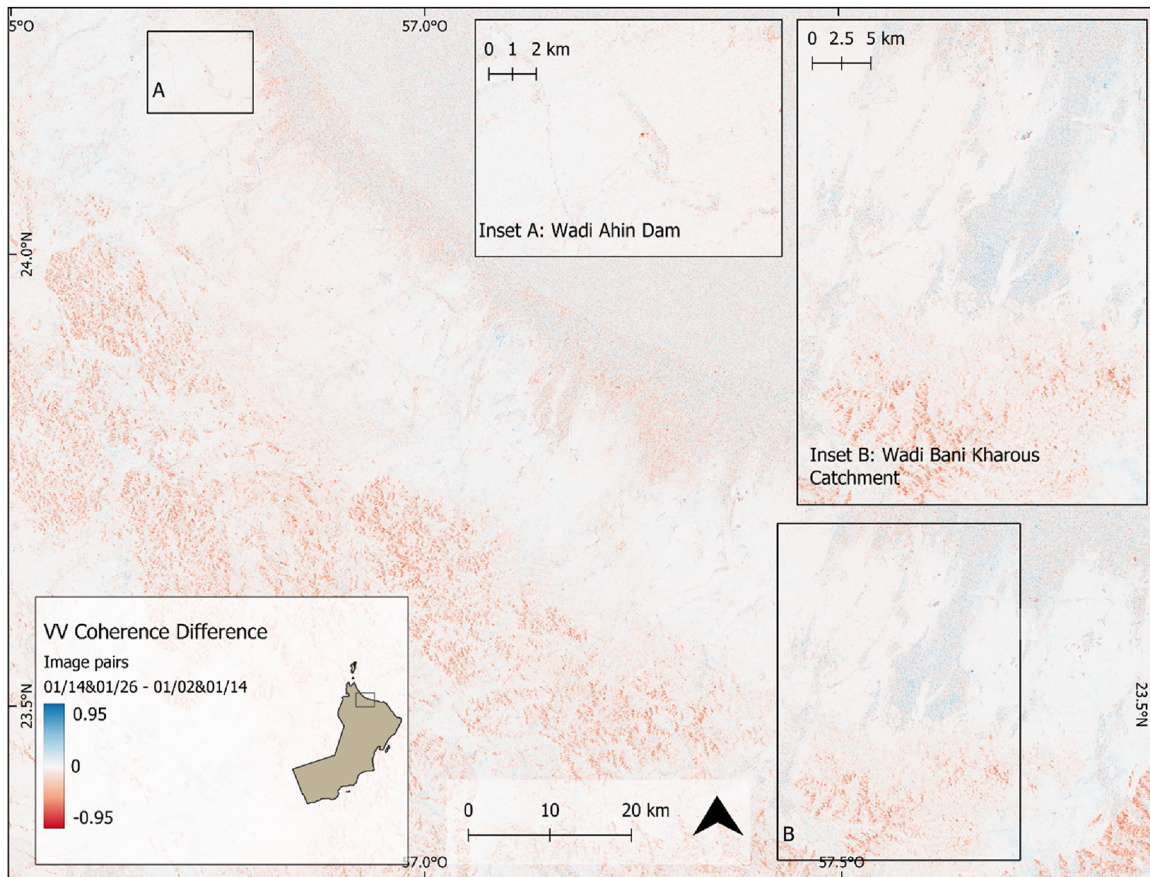 5°O
57.0°O
A
0 1 2 km
Inset A: Wadi Ahin Dam
0 2.5 5 km
Inset B: Wadi Bani Kharous
Catchment
24.0°N
23.5°N
VV Coherence Difference
Image pairs
01/14&01/26 - 01/02&01/14
0.95
0
-0.95
0 10 20 km
B
23.5°N
57.0°O
57.5°O